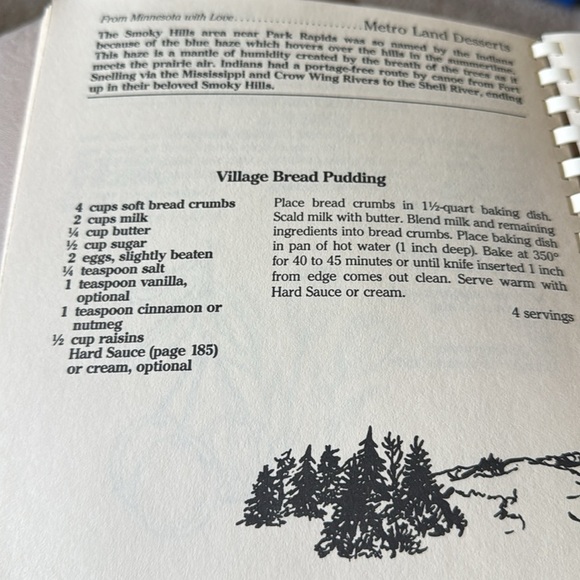 From Minnesota with Love..................... Metro Land Desserts
The Smoky Hills area near Park Rapids was so named by the Indians
because of the blue haze which hovers over the hills in the summertime.
This haze is a mantle of humidity created by the breath of the trees as it
meets the prairie air. Indians had a portage-free route by canoe from Fort
Snelling via the Mississippi and Crow Wing Rivers to the Shell River, ending
up in their beloved Smoky Hills.
Village Bread Pudding
4 cups soft bread crumbs
2 cups milk
¼ cup butter
½ cup sugar
2 eggs, slightly beaten
¼ teaspoon salt
1 teaspoon vanilla,
optional
1 teaspoon cinnamon or
nutmeg
½ cup raisins
Hard Sauce (page 185)
or cream, optional
Place bread crumbs in 1½-quart baking dish.
Scald milk with butter. Blend milk and remaining
ingredients into bread crumbs. Place baking dish
in pan of hot water (1 inch deep). Bake at 350°
for 40 to 45 minutes or until knife inserted 1 inch
from edge comes out clean. Serve warm with
Hard Sauce or cream.
4 servings